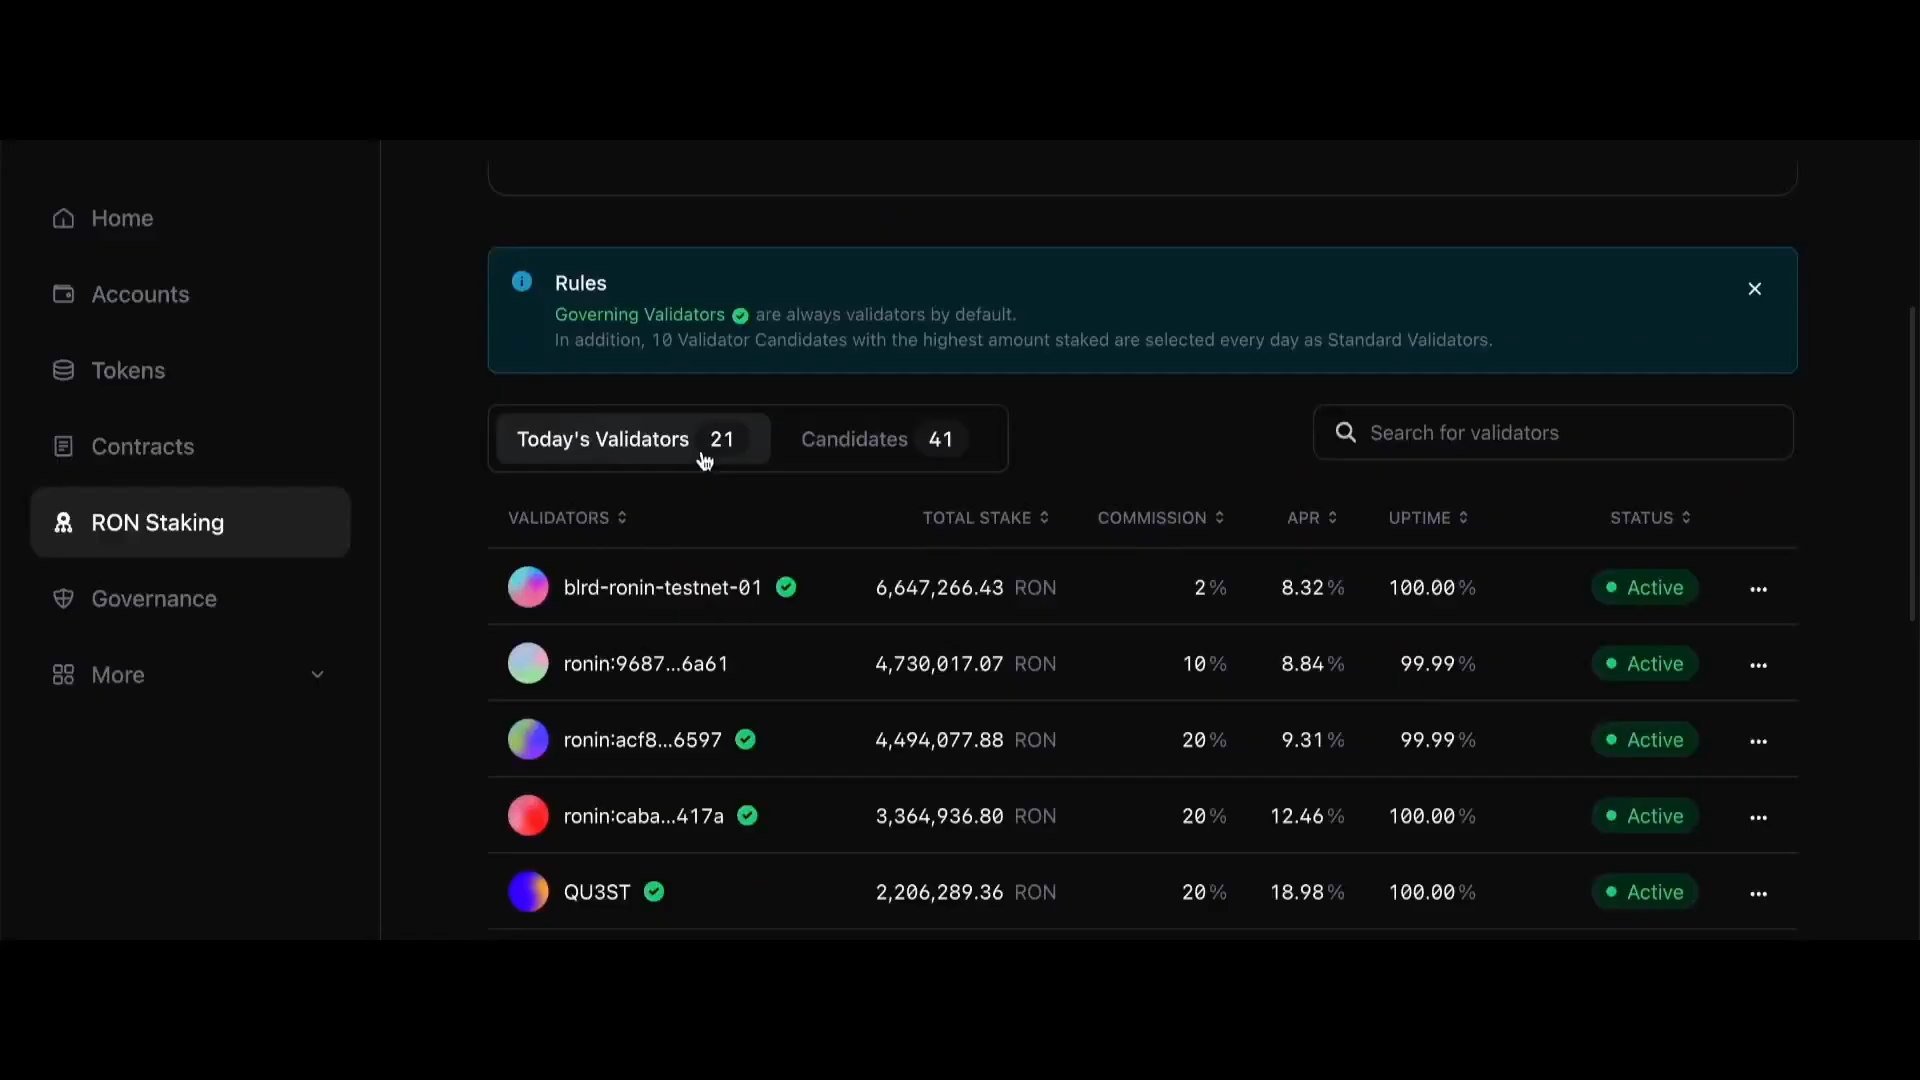 Home
Accounts
Tokens
Contracts
RON Staking
Governance
More
Rules
Governing Validators are always validators by default.
In addition, 10 Validator Candidates with the highest amount staked are selected every day as Standard Validators.
Today's Validators 21 Candidates 41
Search for validators
VALIDATORS TOTAL STAKE COMMISSION APR UPTIME STATUS
blrd-ronin-testnet-01 6,647,266.43 RON 2% 8.32% 100.00% Active
ronin:9687...6a61 4,730,017.07 RON 10% 8.84% 99.99% Active
ronin:acf8...6597 4,494,077.88 RON 20% 9.31% 99.99% Active
ronin:caba...417a 3,364,936.80 RON 20% 12.46% 100.00% Active
QU3ST 2,206,289.36 RON 20% 18.98% 100.00% Active